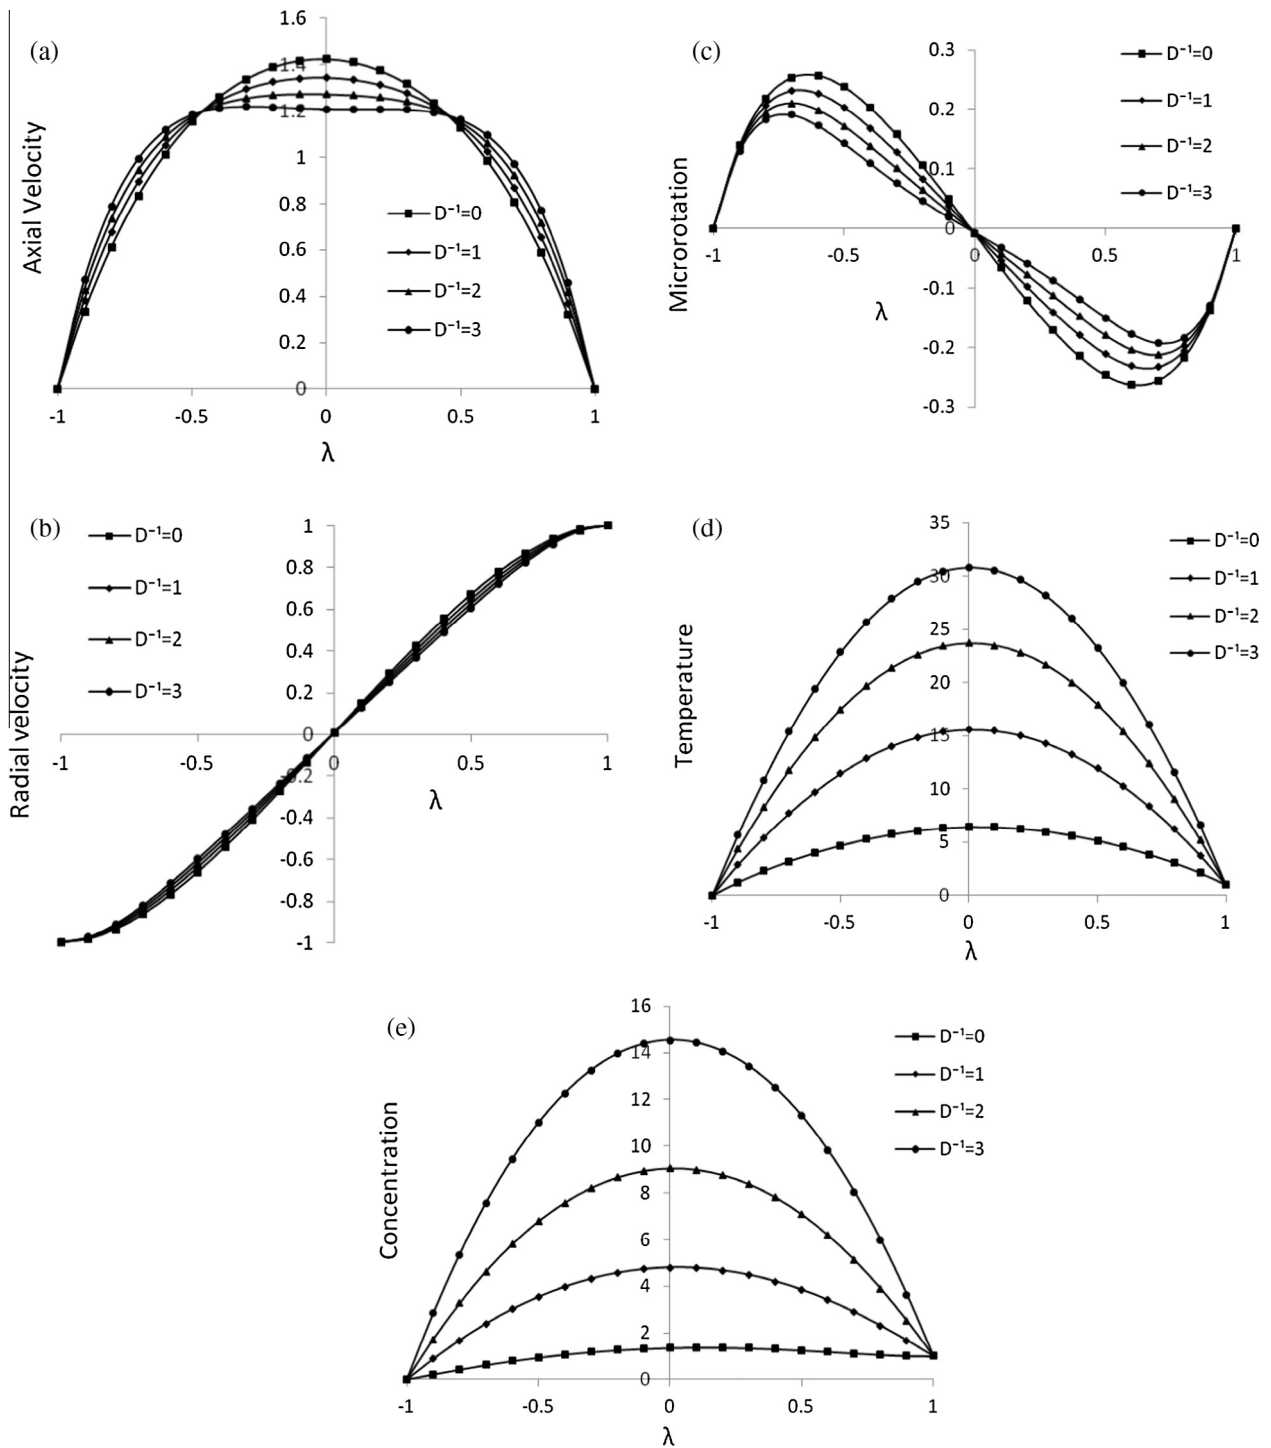 (a)
Axial Velocity
1.6
1.4
1.2
1
0.8
0.6
0.4
0.2
0
-1
-0.5
0
0.5
1
λ
D⁻¹=0
D⁻¹=1
D⁻¹=2
D⁻¹=3
(c)
Microrotation
0.3
0.2
0.1
0
-0.1
-0.2
-0.3
-1
-0.5
0
0.5
1
λ
D⁻¹=0
D⁻¹=1
D⁻¹=2
D⁻¹=3
(b)
Radial velocity
D⁻¹=0
D⁻¹=1
D⁻¹=2
D⁻¹=3
1
0.8
0.6
0.4
0.2
0
-0.2
-0.4
-0.6
-0.8
-1
-1
-0.5
0
0.5
1
λ
(d)
Temperature
35
30
25
20
15
10
5
0
-1
-0.5
0
0.5
1
λ
D⁻¹=0
D⁻¹=1
D⁻¹=2
D⁻¹=3
(e)
Concentration
16
14
12
10
8
6
4
2
0
-1
-0.5
0
0.5
1
λ
D⁻¹=0
D⁻¹=1
D⁻¹=2
D⁻¹=3